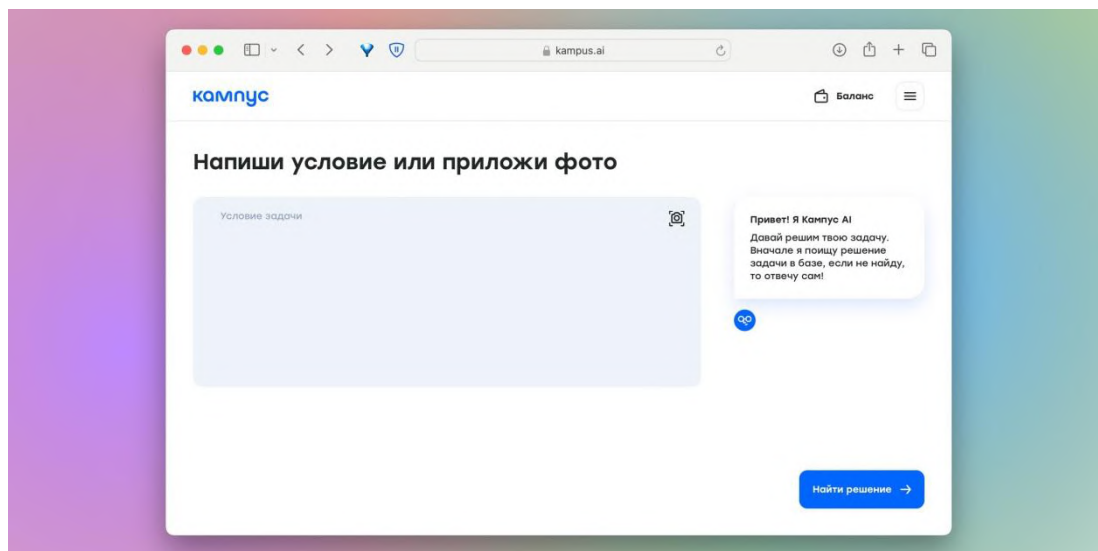 kampus.ai
кампус
Баланс
Напиши условие или приложи фото
Условие задачи
Привет! Я Кампус AI
Давай решим твою задачу.
Вначале я поищу решение
задачи в базе, если не найду,
то отвечу сам!
Найти решение →